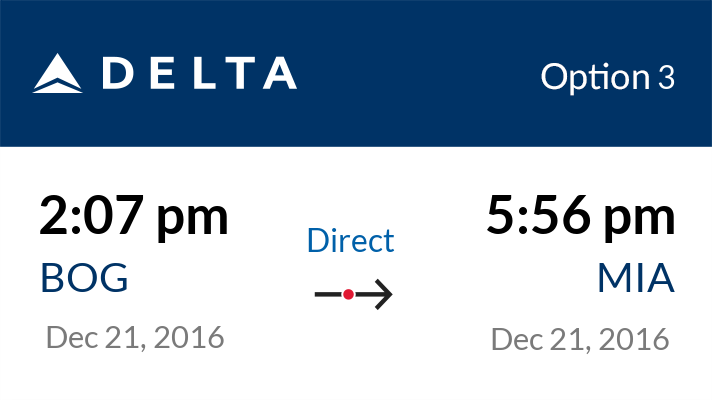 DELTA
Option 3
2:07 pm
Direct
5:56 pm
BOG
MIA
Dec 21, 2016
Dec 21, 2016